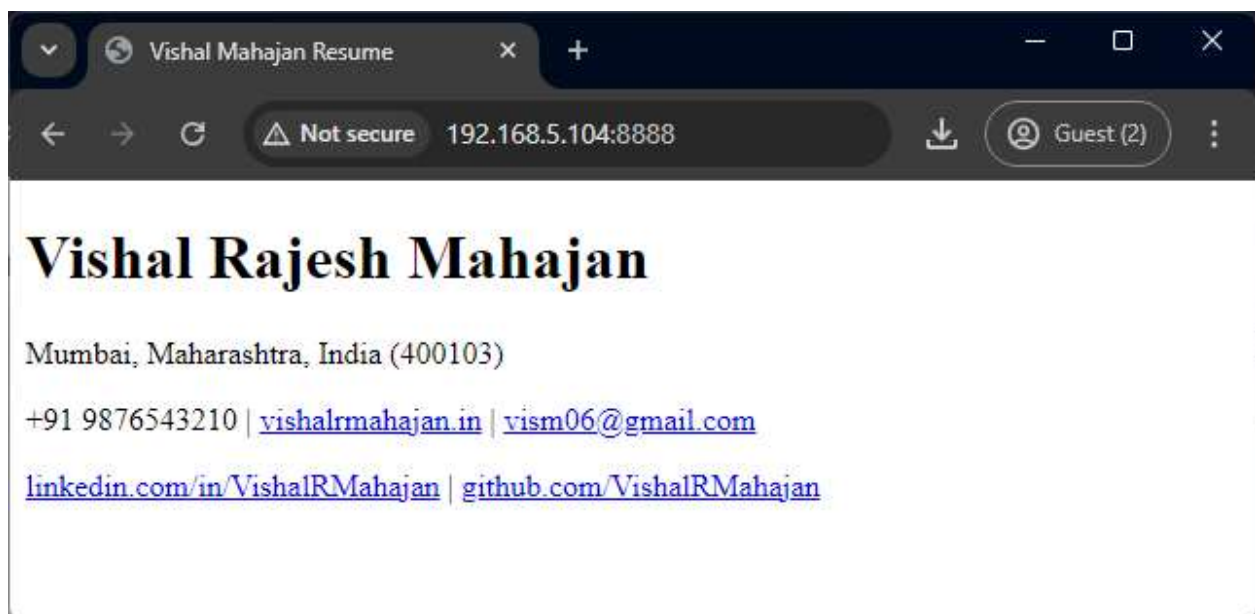 Vishal Mahajan Resume
Not secure 192.168.5.104:8888 Guest (2)
Vishal Rajesh Mahajan
Mumbai, Maharashtra, India (400103)
+91 9876543210 | vishalrmahajan.in | vism06@gmail.com
linkedin.com/in/VishalRMahajan | github.com/VishalRMahajan